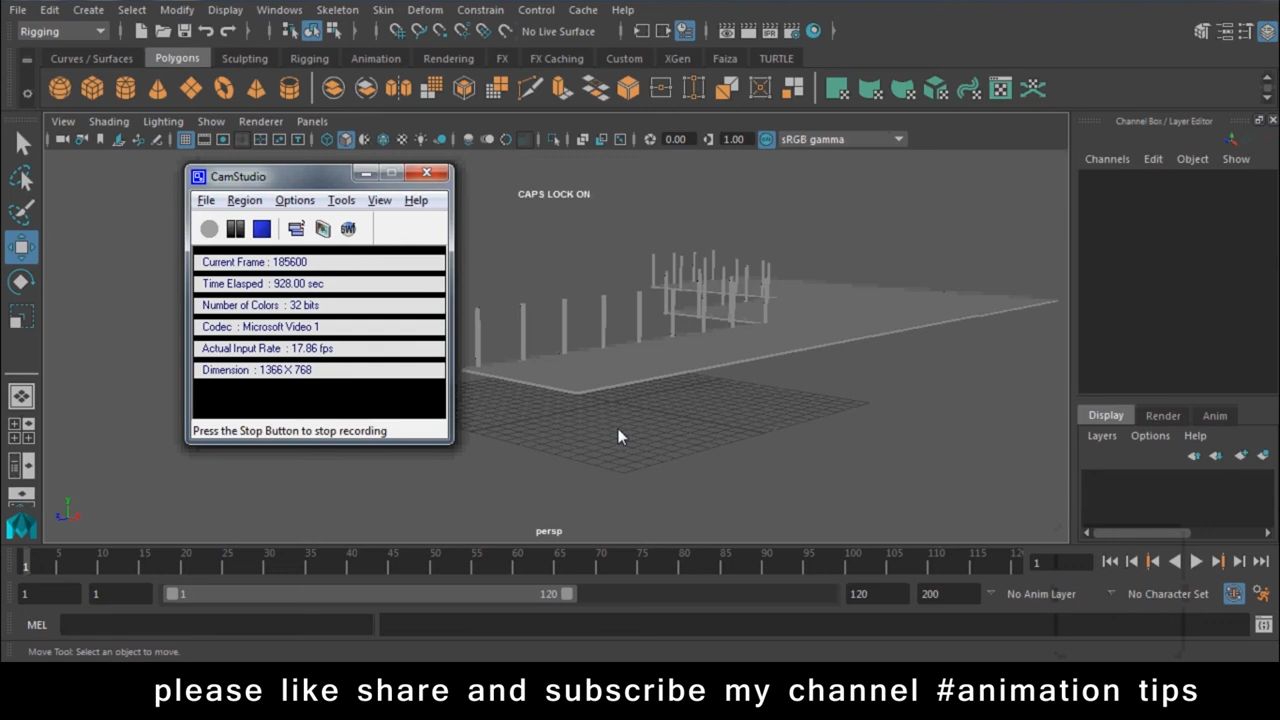 File Edit Create Select Modify Display Windows Skeleton Skin Deform Constrain Control Cache Help
Rigging
No Live Surface
Curves / Surfaces Polygons Sculpting Rigging Animation Rendering FX FX Caching Custom XGen Faiza TURTLE
View Shading Lighting Show Renderer Panels
0.00 1.00 sRGB gamma
Channel Box / Layer Editor
Channels Edit Object Show
CamStudio
File Region Options Tools View Help
Current Frame : 185600
Time Elasped : 928.00 sec
Number of Colors : 32 bits
Codec : Microsoft Video 1
Actual Input Rate : 17.86 fps
Dimension : 1366 X 768
Press the Stop Button to stop recording
CAPS LOCK ON
persp
Display Render Anim
Layers Options Help
5 10 15 20 25 30 35 40 45 50 55 60 65 70 75 80 85 90 95 100 105 110 115 12
1
1
1 1 1 120 120 200 No Anim Layer No Character Set
MEL
Move Tool: Select an object to move.
please like share and subscribe my channel #animation tips